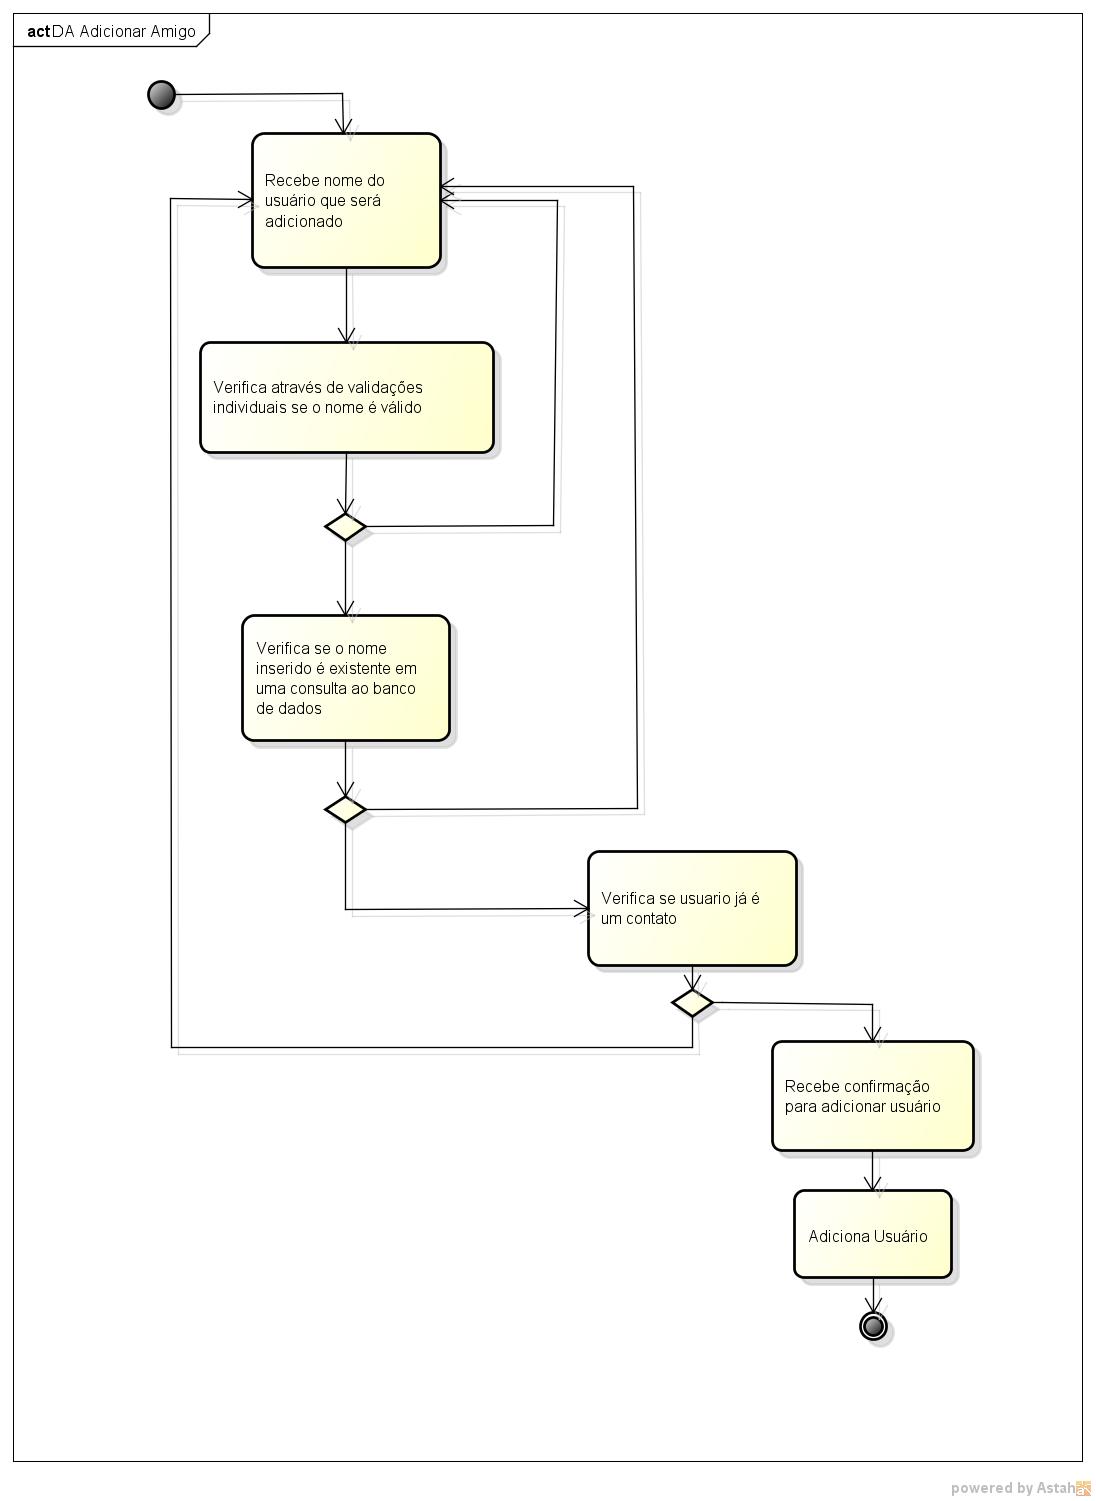 act DA Adicionar Amigo
Recebe nome do
usuário que será
adicionado
Verifica através de validações
individuais se o nome é válido
Verifica se o nome
inserido é existente em
uma consulta ao banco
de dados
Verifica se usuario já é
um contato
Recebe confirmação
para adicionar usuário
Adiciona Usuário
powered by Astah